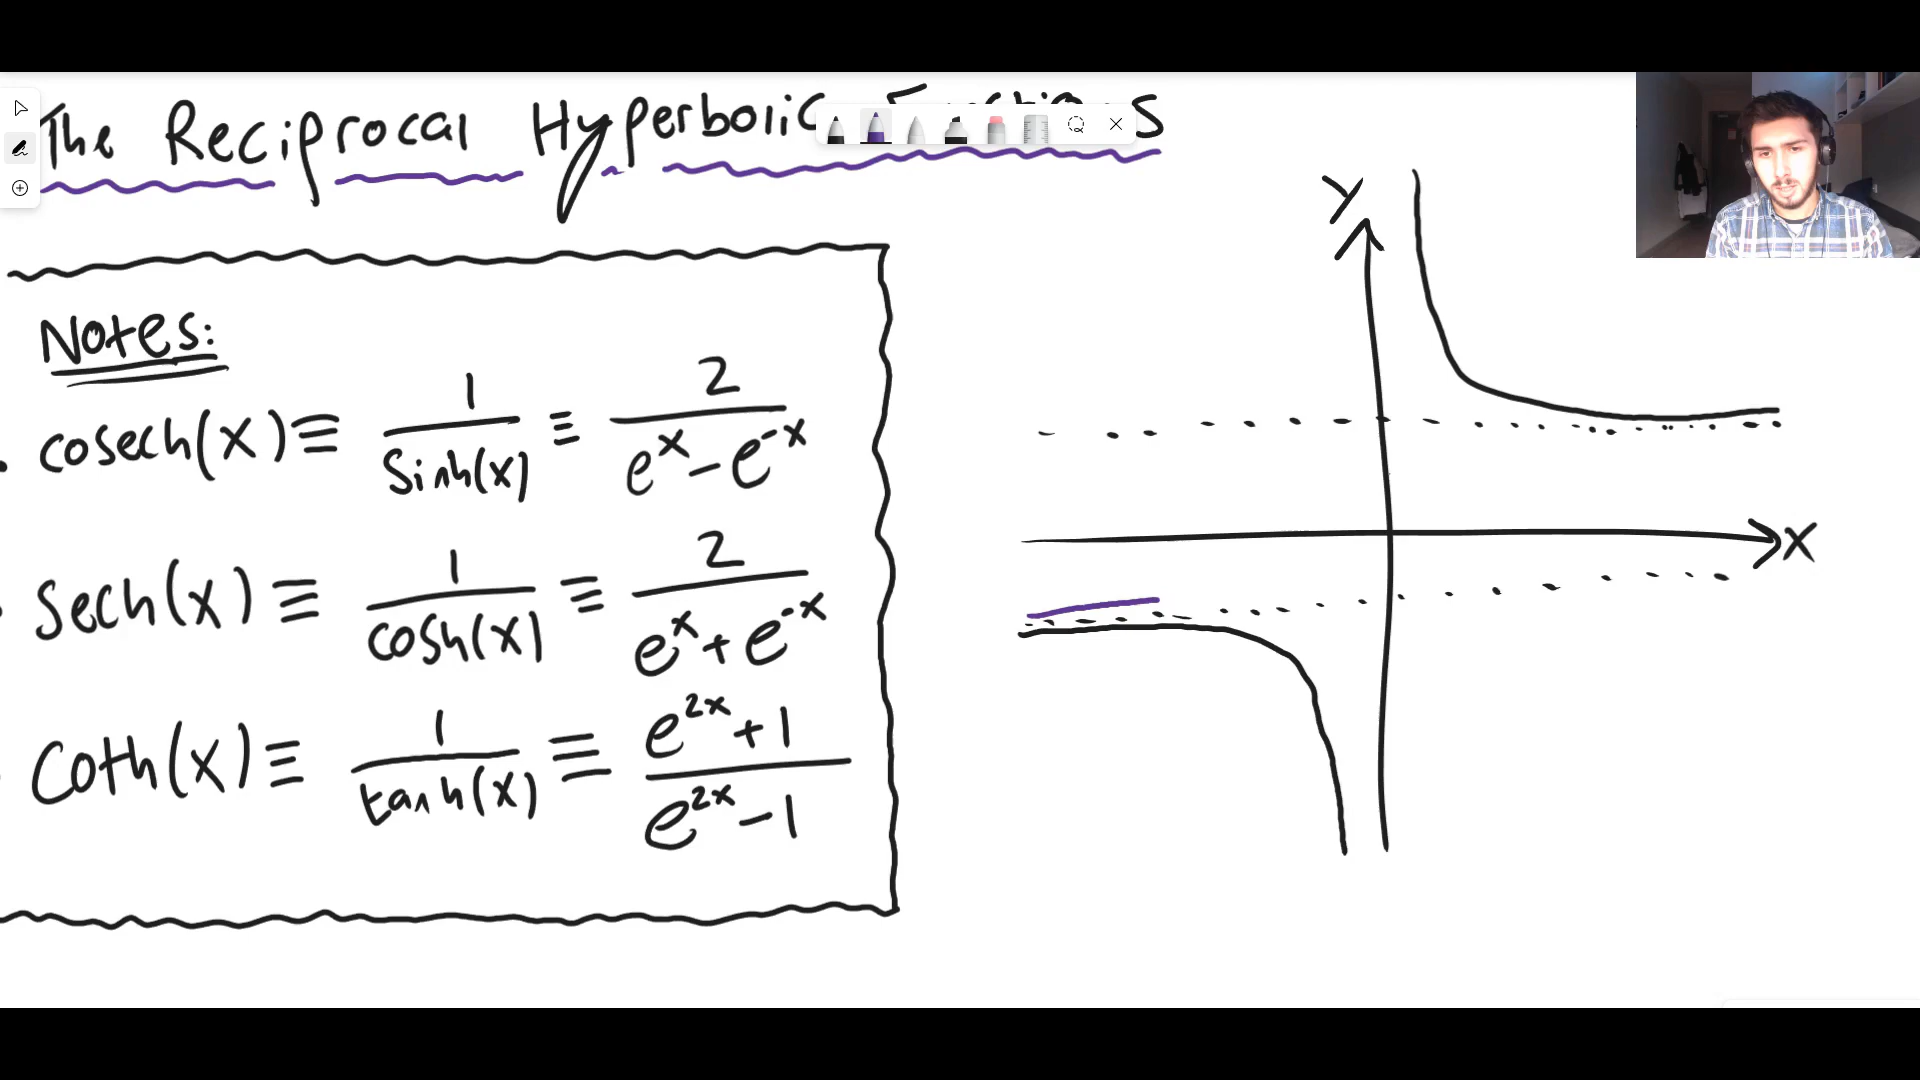 The Reciprocal Hyperbolic Functions
Notes:
cosech(x) ≡ 1/sinh(x) ≡ 2/(e^x - e^-x)
Sech(x) ≡ 1/cosh(x) ≡ 2/(e^x + e^-x)
Coth(x) ≡ 1/tanh(x) ≡ (e^2x + 1)/(e^2x - 1)
y
x